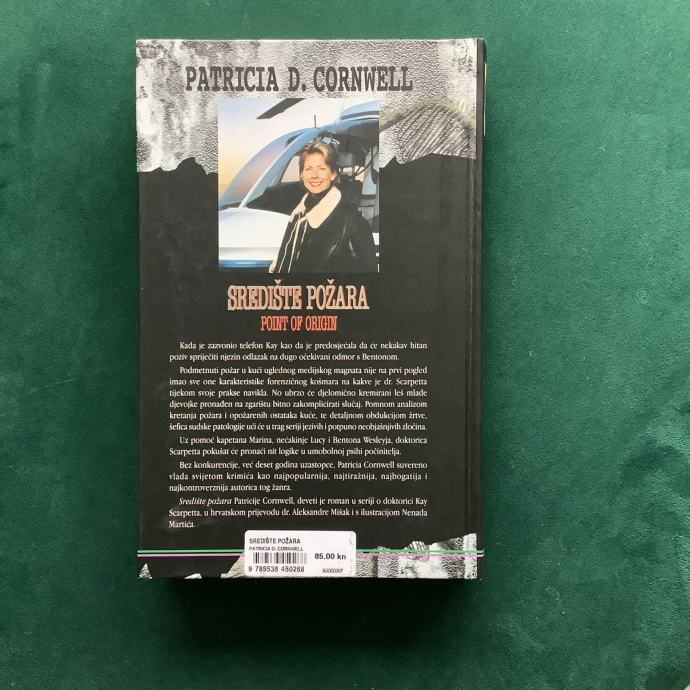 PATRICIA D. CORNWELL
SREDIŠTE POŽARA
POINT OF ORIGIN
Kada je zazvonio telefon Kay kao da je predosjećala da će nekakav hitan
poziv spriječiti njezin odlazak na dugo očekivani odmor s Bentonom.
Podmetnuti požar u kući uglednog medijskog magnata nije na prvi pogled
imao sve one karakteristike forenzičnog košmara na kakve je dr. Scarpetta
tijekom svoje prakse navikla. No ubrzo će djelomično kremirani leš mlade
djevojke pronađen na zgarištu bitno zakomplicirati slučaj. Pomnom analizom
kretanja požara i opožarenih ostataka kuće, te detaljnom obdukcijom žrtve,
šefica sudske patologije ući će u trag seriji jezivih i potpuno neobjašnjivih zločina.
Uz pomoć kapetana Marina, nećakinje Lucy i Bentona Wesleyja, doktorica
Scarpetta pokušat će pronaći nit logike u umobolnoj psihi počinitelja.
Bez konkurencije, već deset godina uzastopce, Patricia Cornwell suvereno
vlada svijetom krimića kao najpopularnija, najtiražnija, najbogatija i
najkontroverznija autorica tog žanra.
Središte požara Patricije Cornwell, deveti je roman u seriji o doktorici Kay
Scarpetta, u hrvatskom prijevodu dr. Aleksandre Mišak i s ilustracijom Nenada
Martića.
SREDIŠTE POŽARA
PATRICIA D. CORNWELL
85.00 kn
9 789538 450268